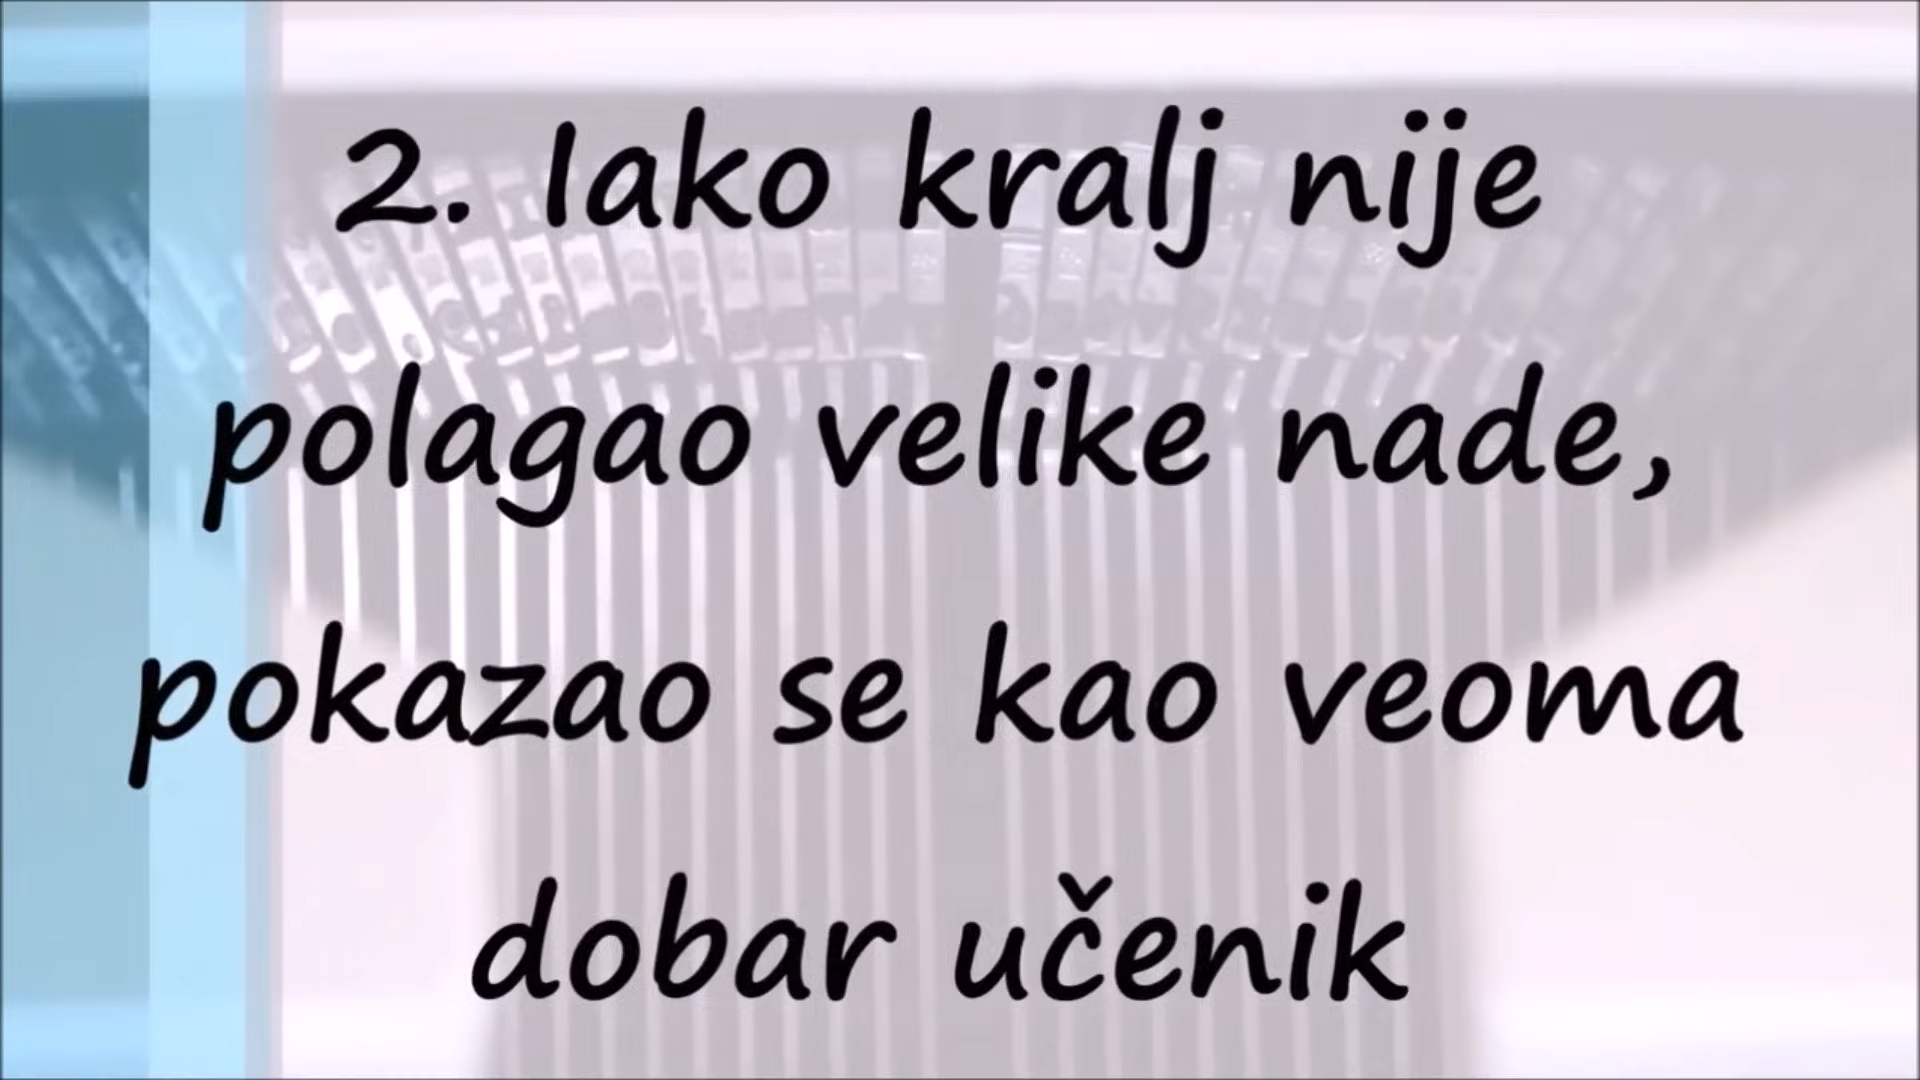 2. Iako kralj nije
polagao velike nade,
pokazao se kao veoma
dobar učenik